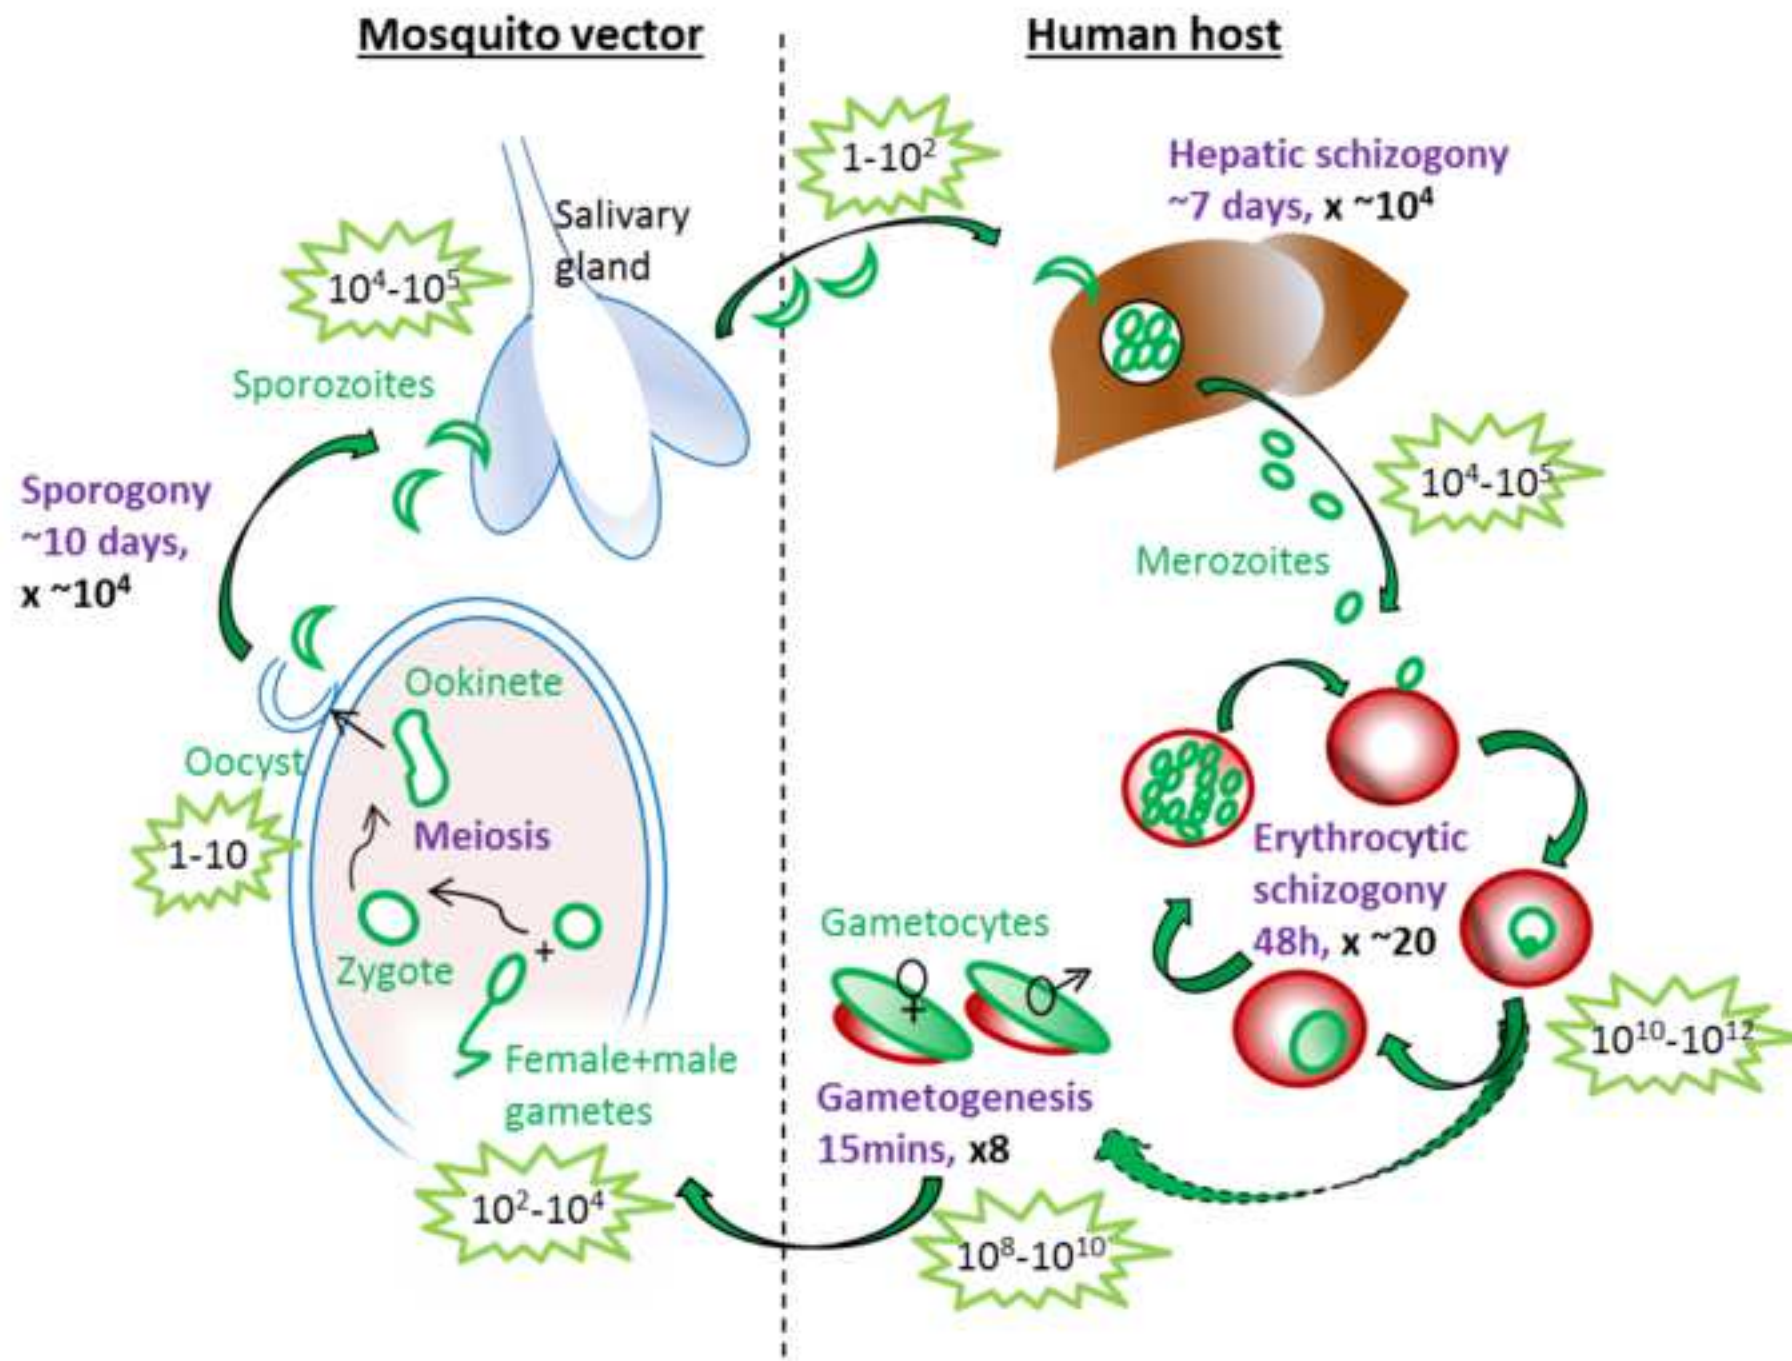 Mosquito vector
Human host
1-10²
Hepatic schizogony
~7 days, x ~10⁴
Salivary
gland
10⁴-10⁵
Sporozoites
Sporogony
~10 days,
x ~10⁴
10⁴-10⁵
Merozoites
Ookinete
Oocyst
1-10
Meiosis
Zygote
+
Female+male
gametes
10²-10⁴
Erythrocytic
schizogony
48h, x ~20
Gametocytes
♀
♂
10¹⁰-10¹²
Gametogenesis
15mins, x8
10⁸-10¹⁰